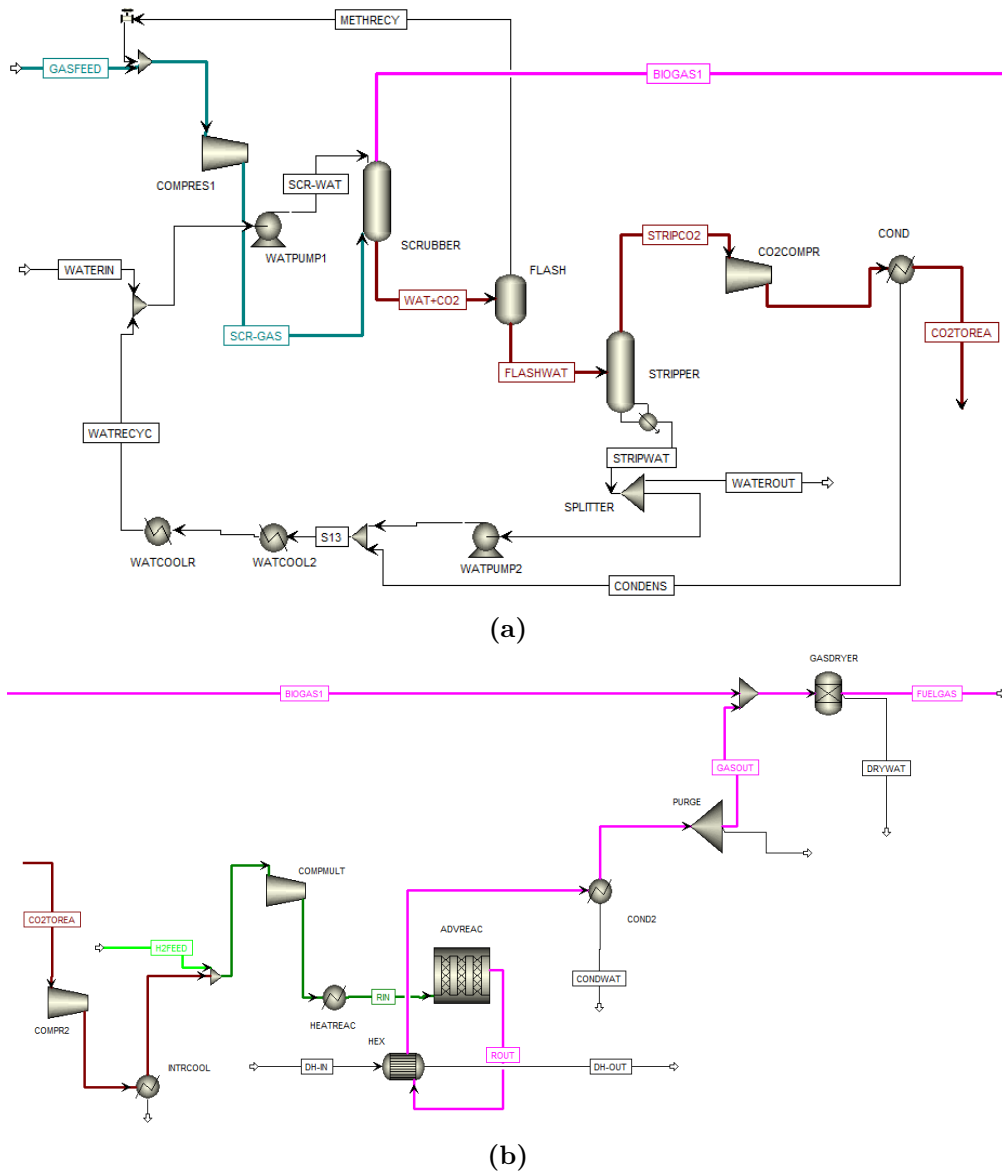 METHRECY
GASFEED
BIOGAS1
COMPRES1
SCR-WAT
WATPUMP1
SCRUBBER
STRIPCO2
CO2COMPR
COND
WATERIN
FLASH
WAT+CO2
SCR-GAS
CO2TOREA
FLASHWAT
STRIPPER
WATRECYC
STRIPWAT
WATEROUT
SPLITTER
S13
WATCOOLR
WATCOOL2
WATPUMP2
CONDENS
(a)
GASDRYER
BIOGAS1
FUELGAS
GASOUT
DRYWAT
PURGE
COMPMULT
CO2TOREA
COND2
H2FEED
ADVREAC
CONDWAT
RIN
COMPR2
HEATREAC
HEX
ROUT
INTRCOOL
DH-IN
DH-OUT
(b)